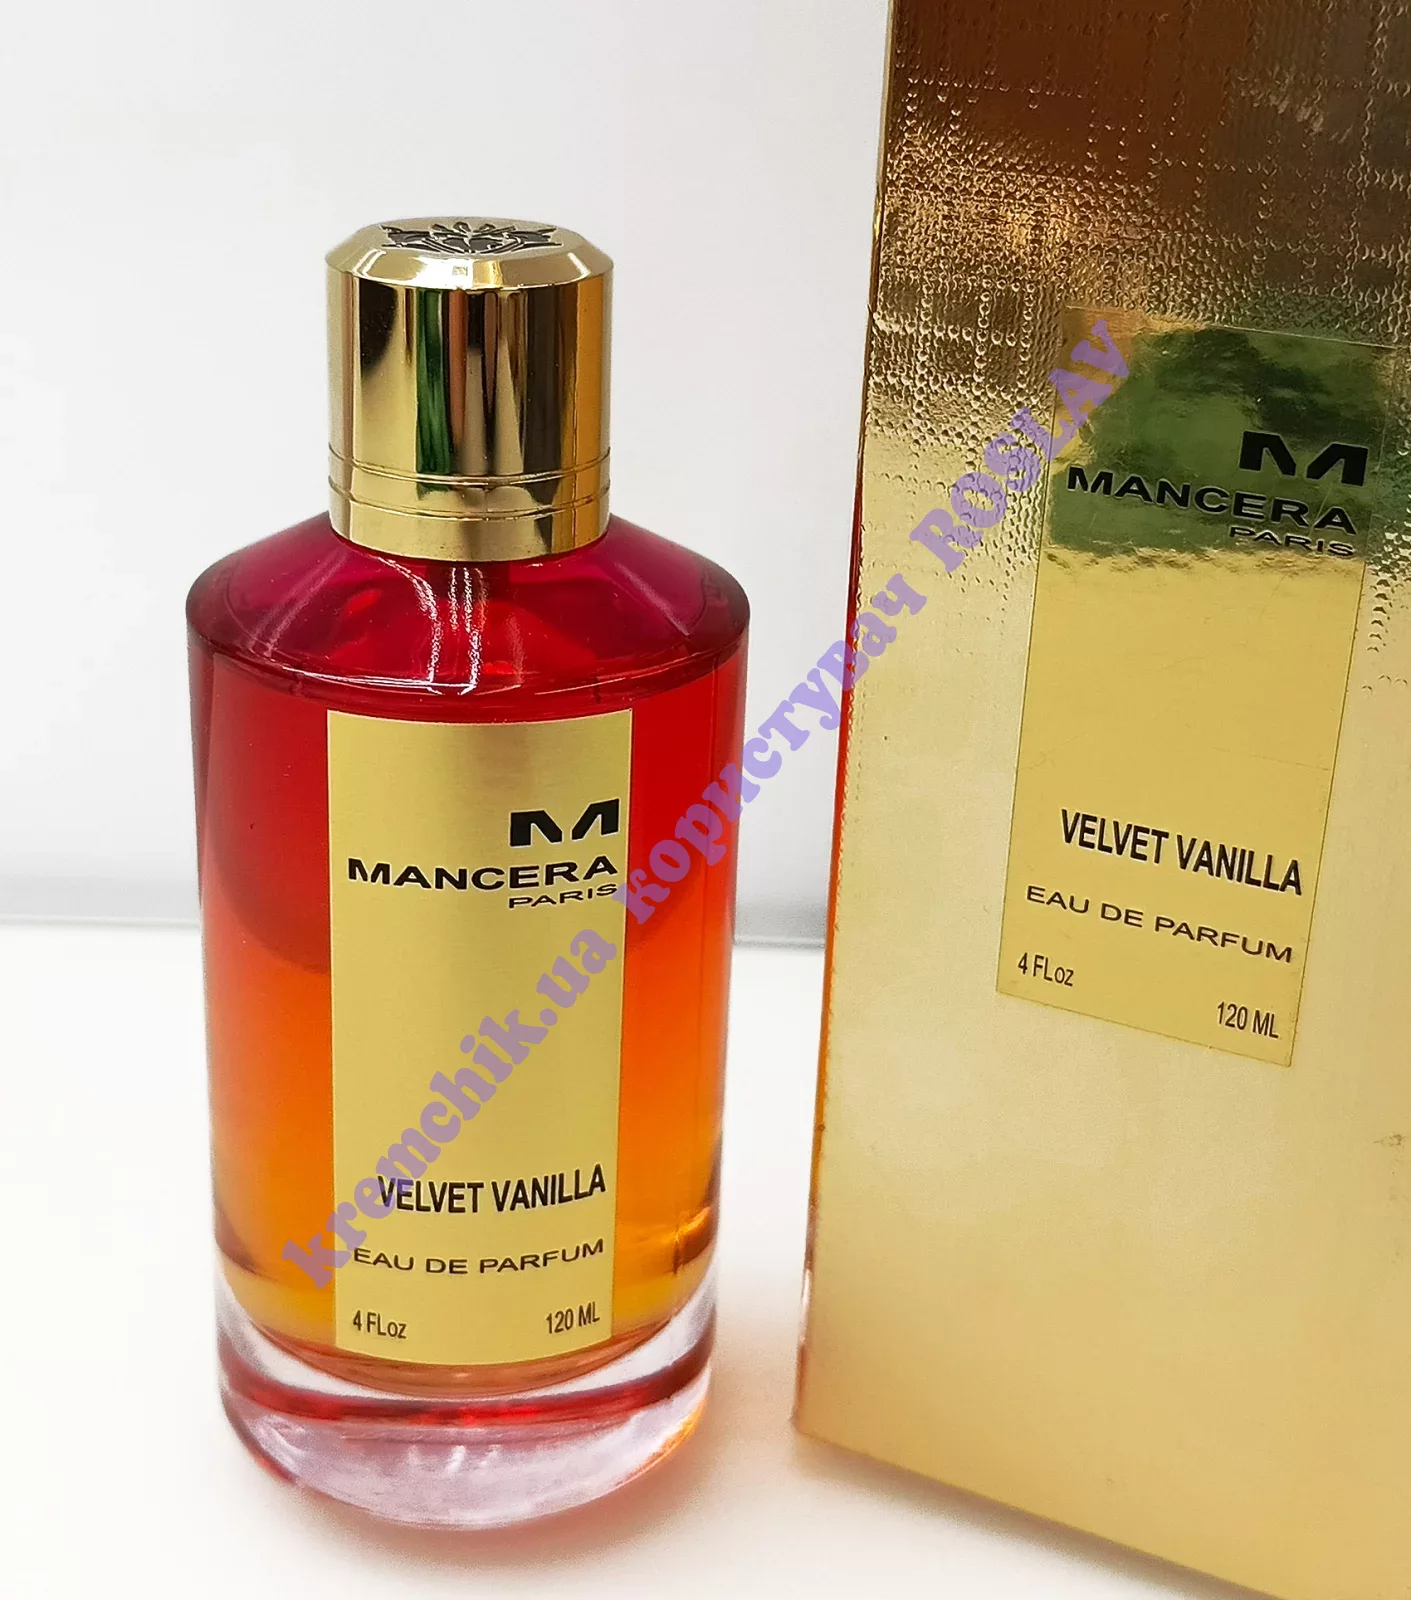 M
MANCERA
PARIS
VELVET VANILLA
EAU DE PARFUM
4 FLoz 120 ML
M
MANCERA
PARIS
VELVET VANILLA
EAU DE PARFUM
4 FLoz
120 ML
kremchik.ua користувач ROSLAV